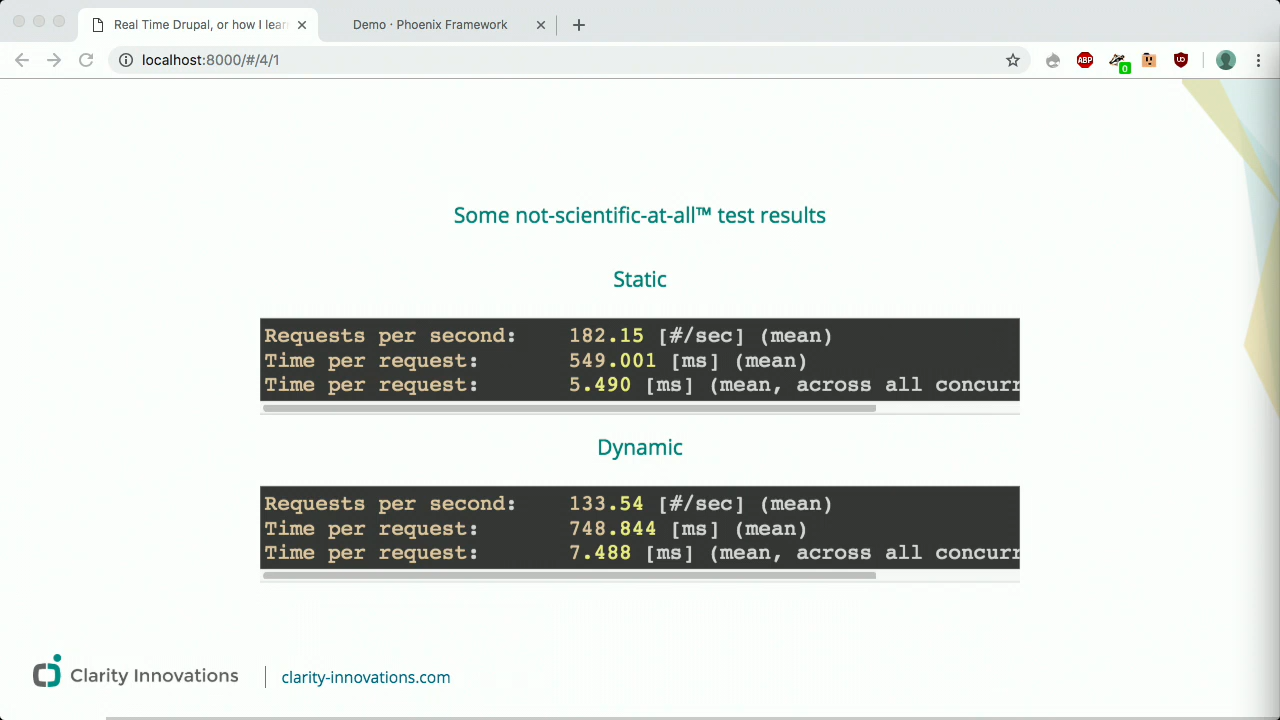 Real Time Drupal, or how I lear
Demo · Phoenix Framework
localhost:8000/#/4/1
ABP
0
Some not-scientific-at-all™ test results
Static
Requests per second: 182.15 [#/sec] (mean)
Time per request: 549.001 [ms] (mean)
Time per request: 5.490 [ms] (mean, across all concurr
Dynamic
Requests per second: 133.54 [#/sec] (mean)
Time per request: 748.844 [ms] (mean)
Time per request: 7.488 [ms] (mean, across all concurr
Clarity Innovations
clarity-innovations.com